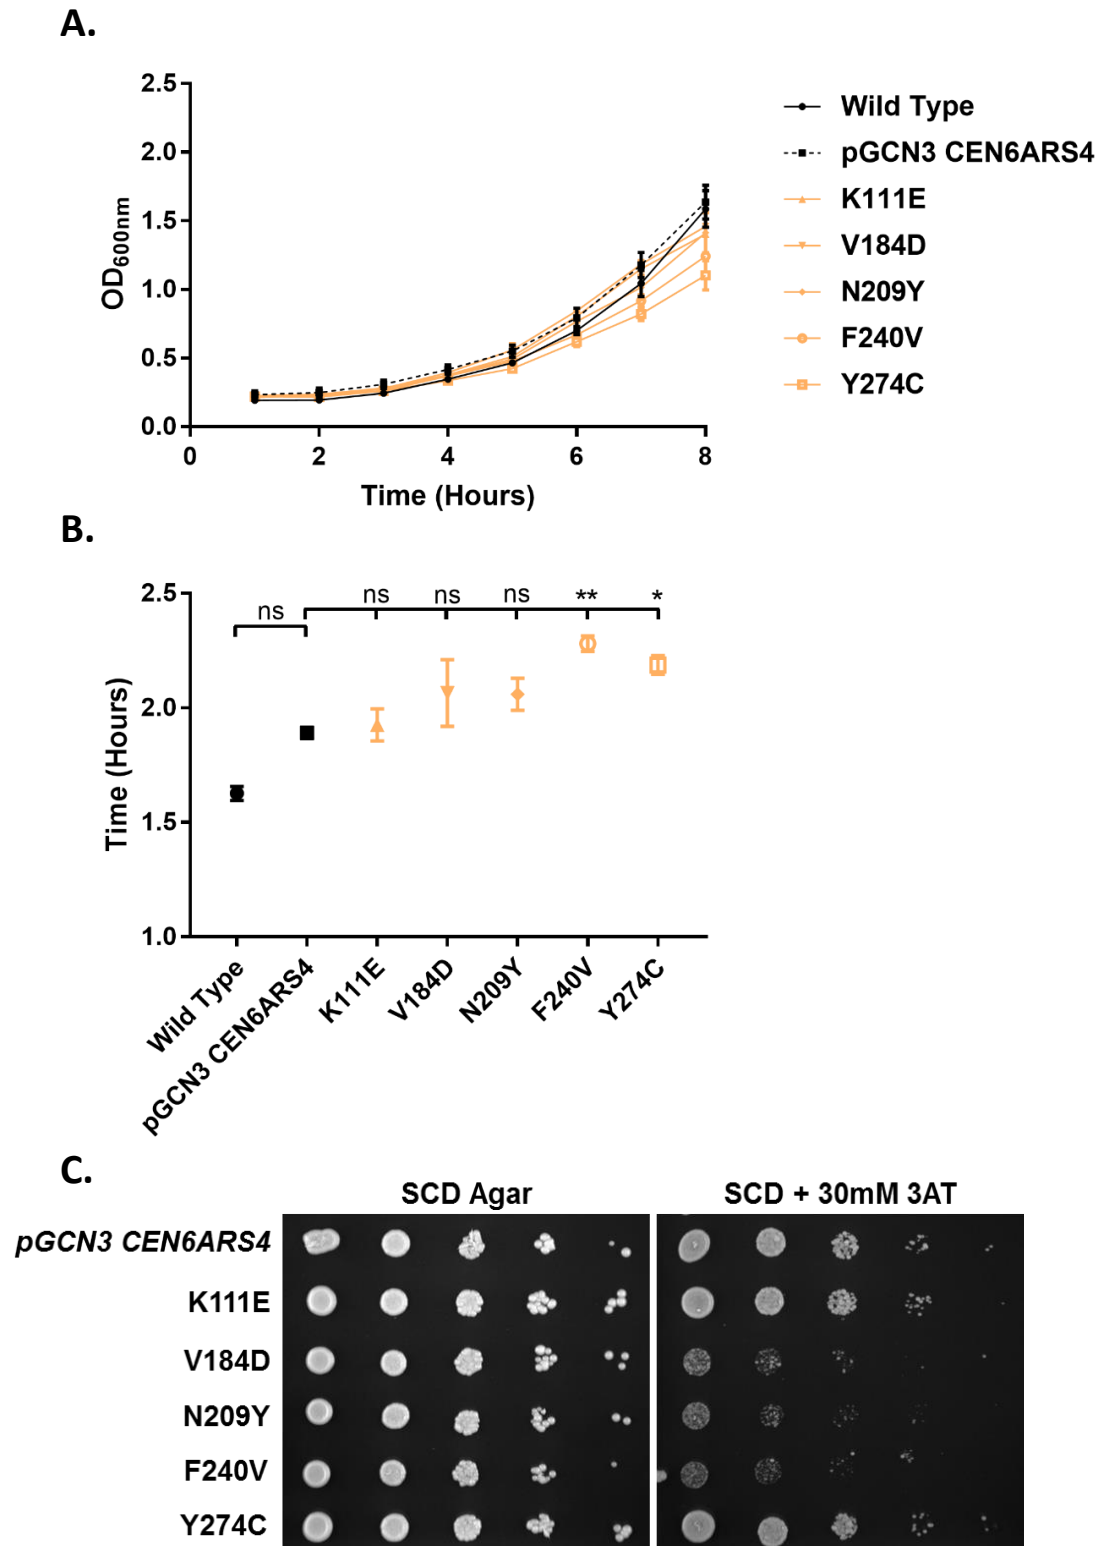 A.
2.5
2.0
1.5
1.0
0.5
0.0
OD600nm
0 2 4 6 8
Time (Hours)
Wild Type
pGCN3 CEN6ARS4
K111E
V184D
N209Y
F240V
Y274C
B.
2.5
2.0
1.5
1.0
Time (Hours)
ns
ns ns ns ** *
Wild Type
pGCN3 CEN6ARS4
K111E
V184D
N209Y
F240V
Y274C
C.
SCD Agar SCD + 30mM 3AT
pGCN3 CEN6ARS4
K111E
V184D
N209Y
F240V
Y274C